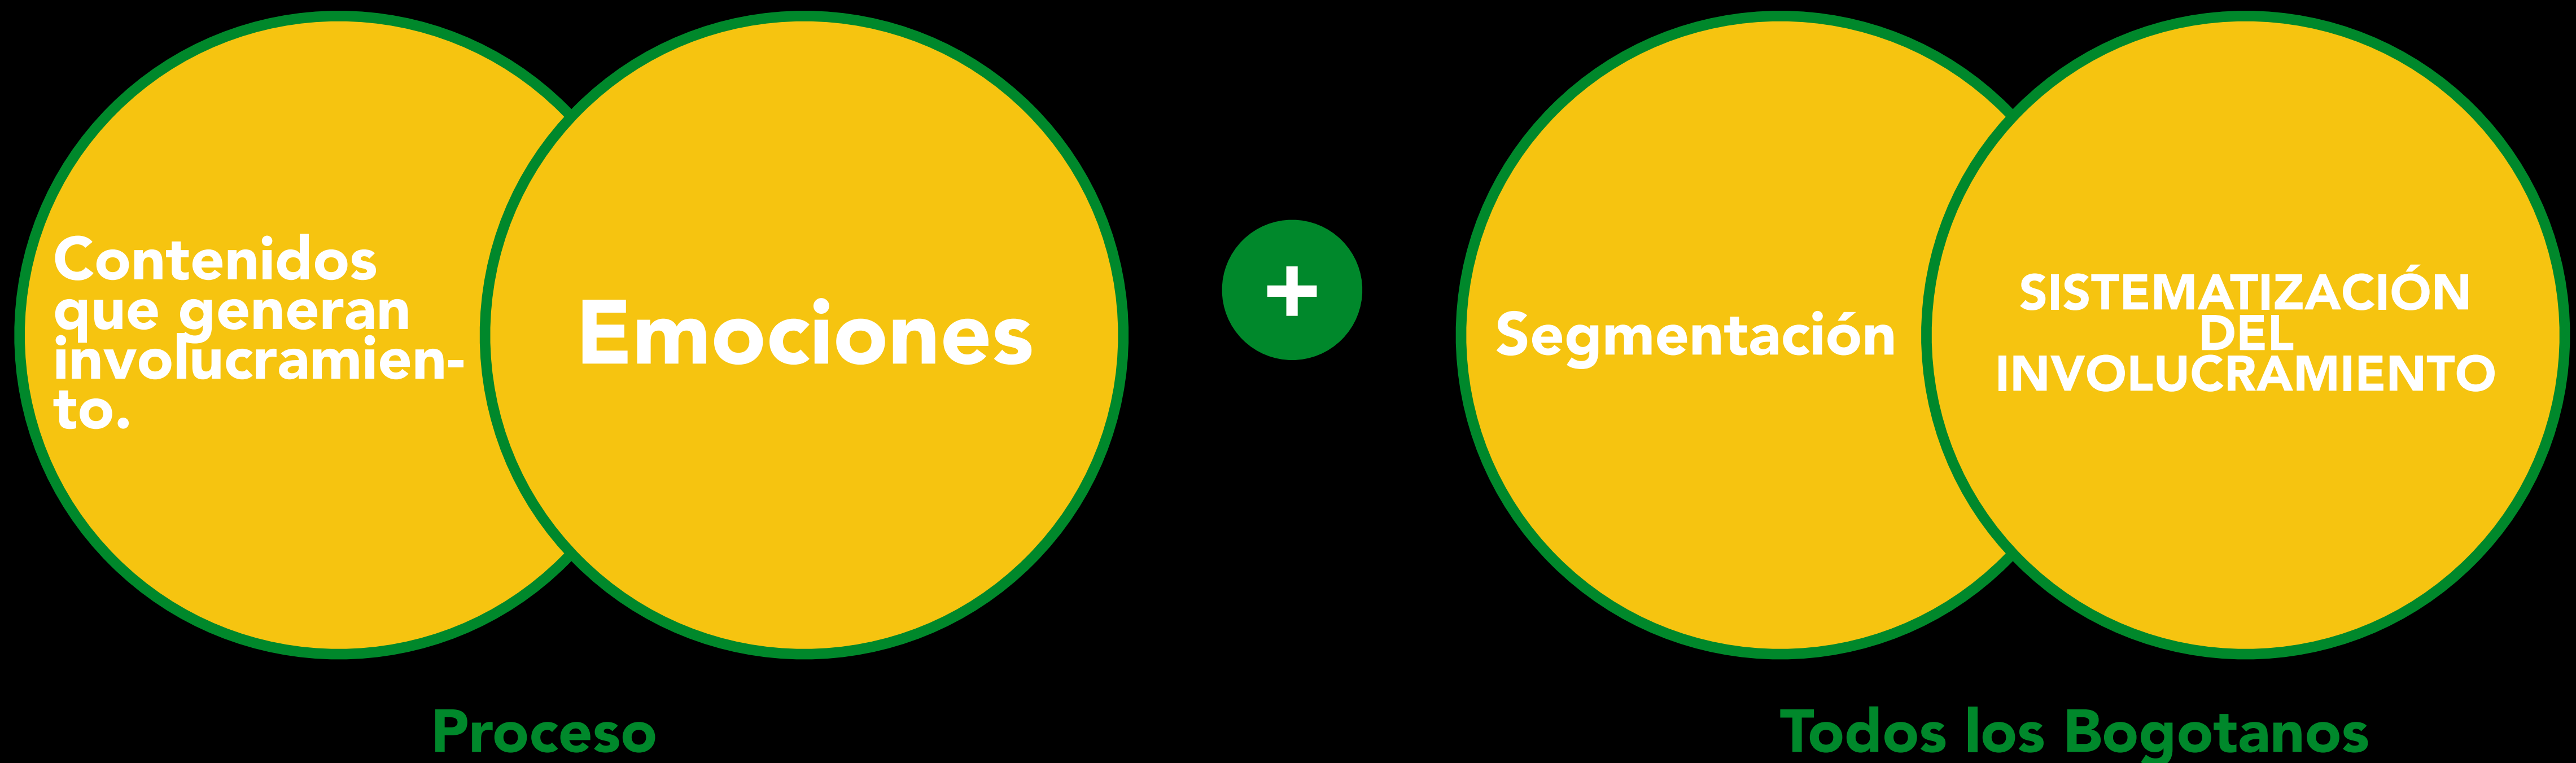 Contenidos
que generan
involucramien-
to.
Emociones
+
Segmentación
SISTEMATIZACIÓN
DEL
INVOLUCRAMIENTO
Proceso
Todos los Bogotanos